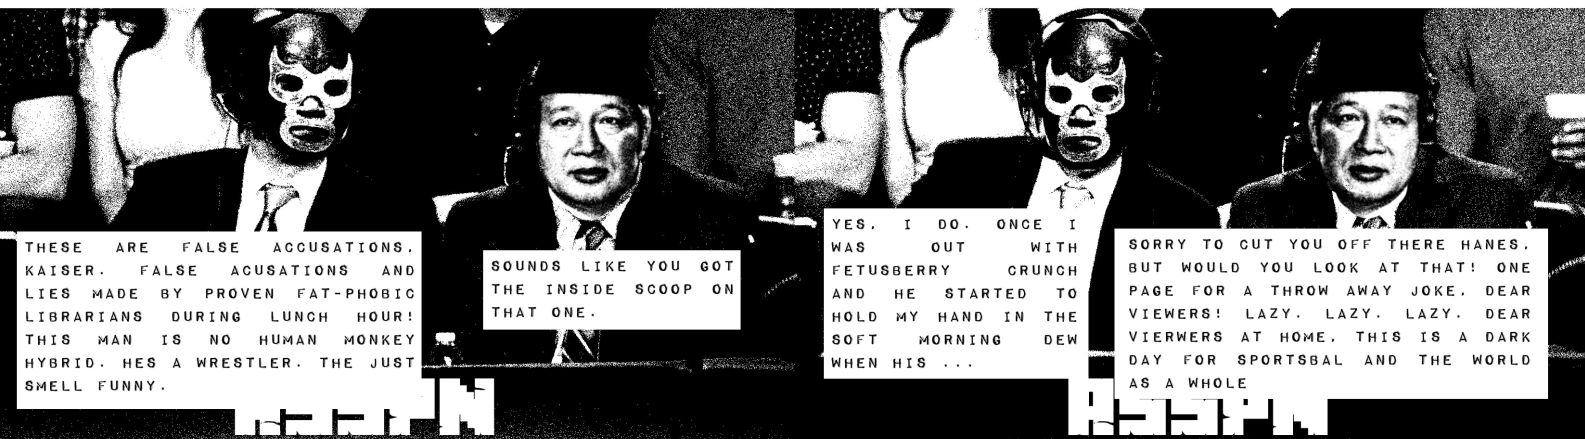 THESE ARE FALSE ACCUSATIONS,
KAISER. FALSE ACUSATIONS AND
LIES MADE BY PROVEN FAT-PHOBIC
LIBRARIANS DURING LUNCH HOUR!
THIS MAN IS NO HUMAN MONKEY
HYBRID. HES A WRESTLER. THE JUST
SMELL FUNNY.
SOUNDS LIKE YOU GOT
THE INSIDE SCOOP ON
THAT ONE.
YES, I DO. ONCE I
WAS OUT WITH
FETUSBERRY CRUNCH
AND HE STARTED TO
HOLD MY HAND IN THE
SOFT MORNING DEW
WHEN HIS ...
SORRY TO CUT YOU OFF THERE HANES,
BUT WOULD YOU LOOK AT THAT! ONE
PAGE FOR A THROW AWAY JOKE, DEAR
VIEWERS! LAZY. LAZY. LAZY. DEAR
VIERWERS AT HOME, THIS IS A DARK
DAY FOR SPORTSBAL AND THE WORLD
AS A WHOLE
ASSPN
ASSPN